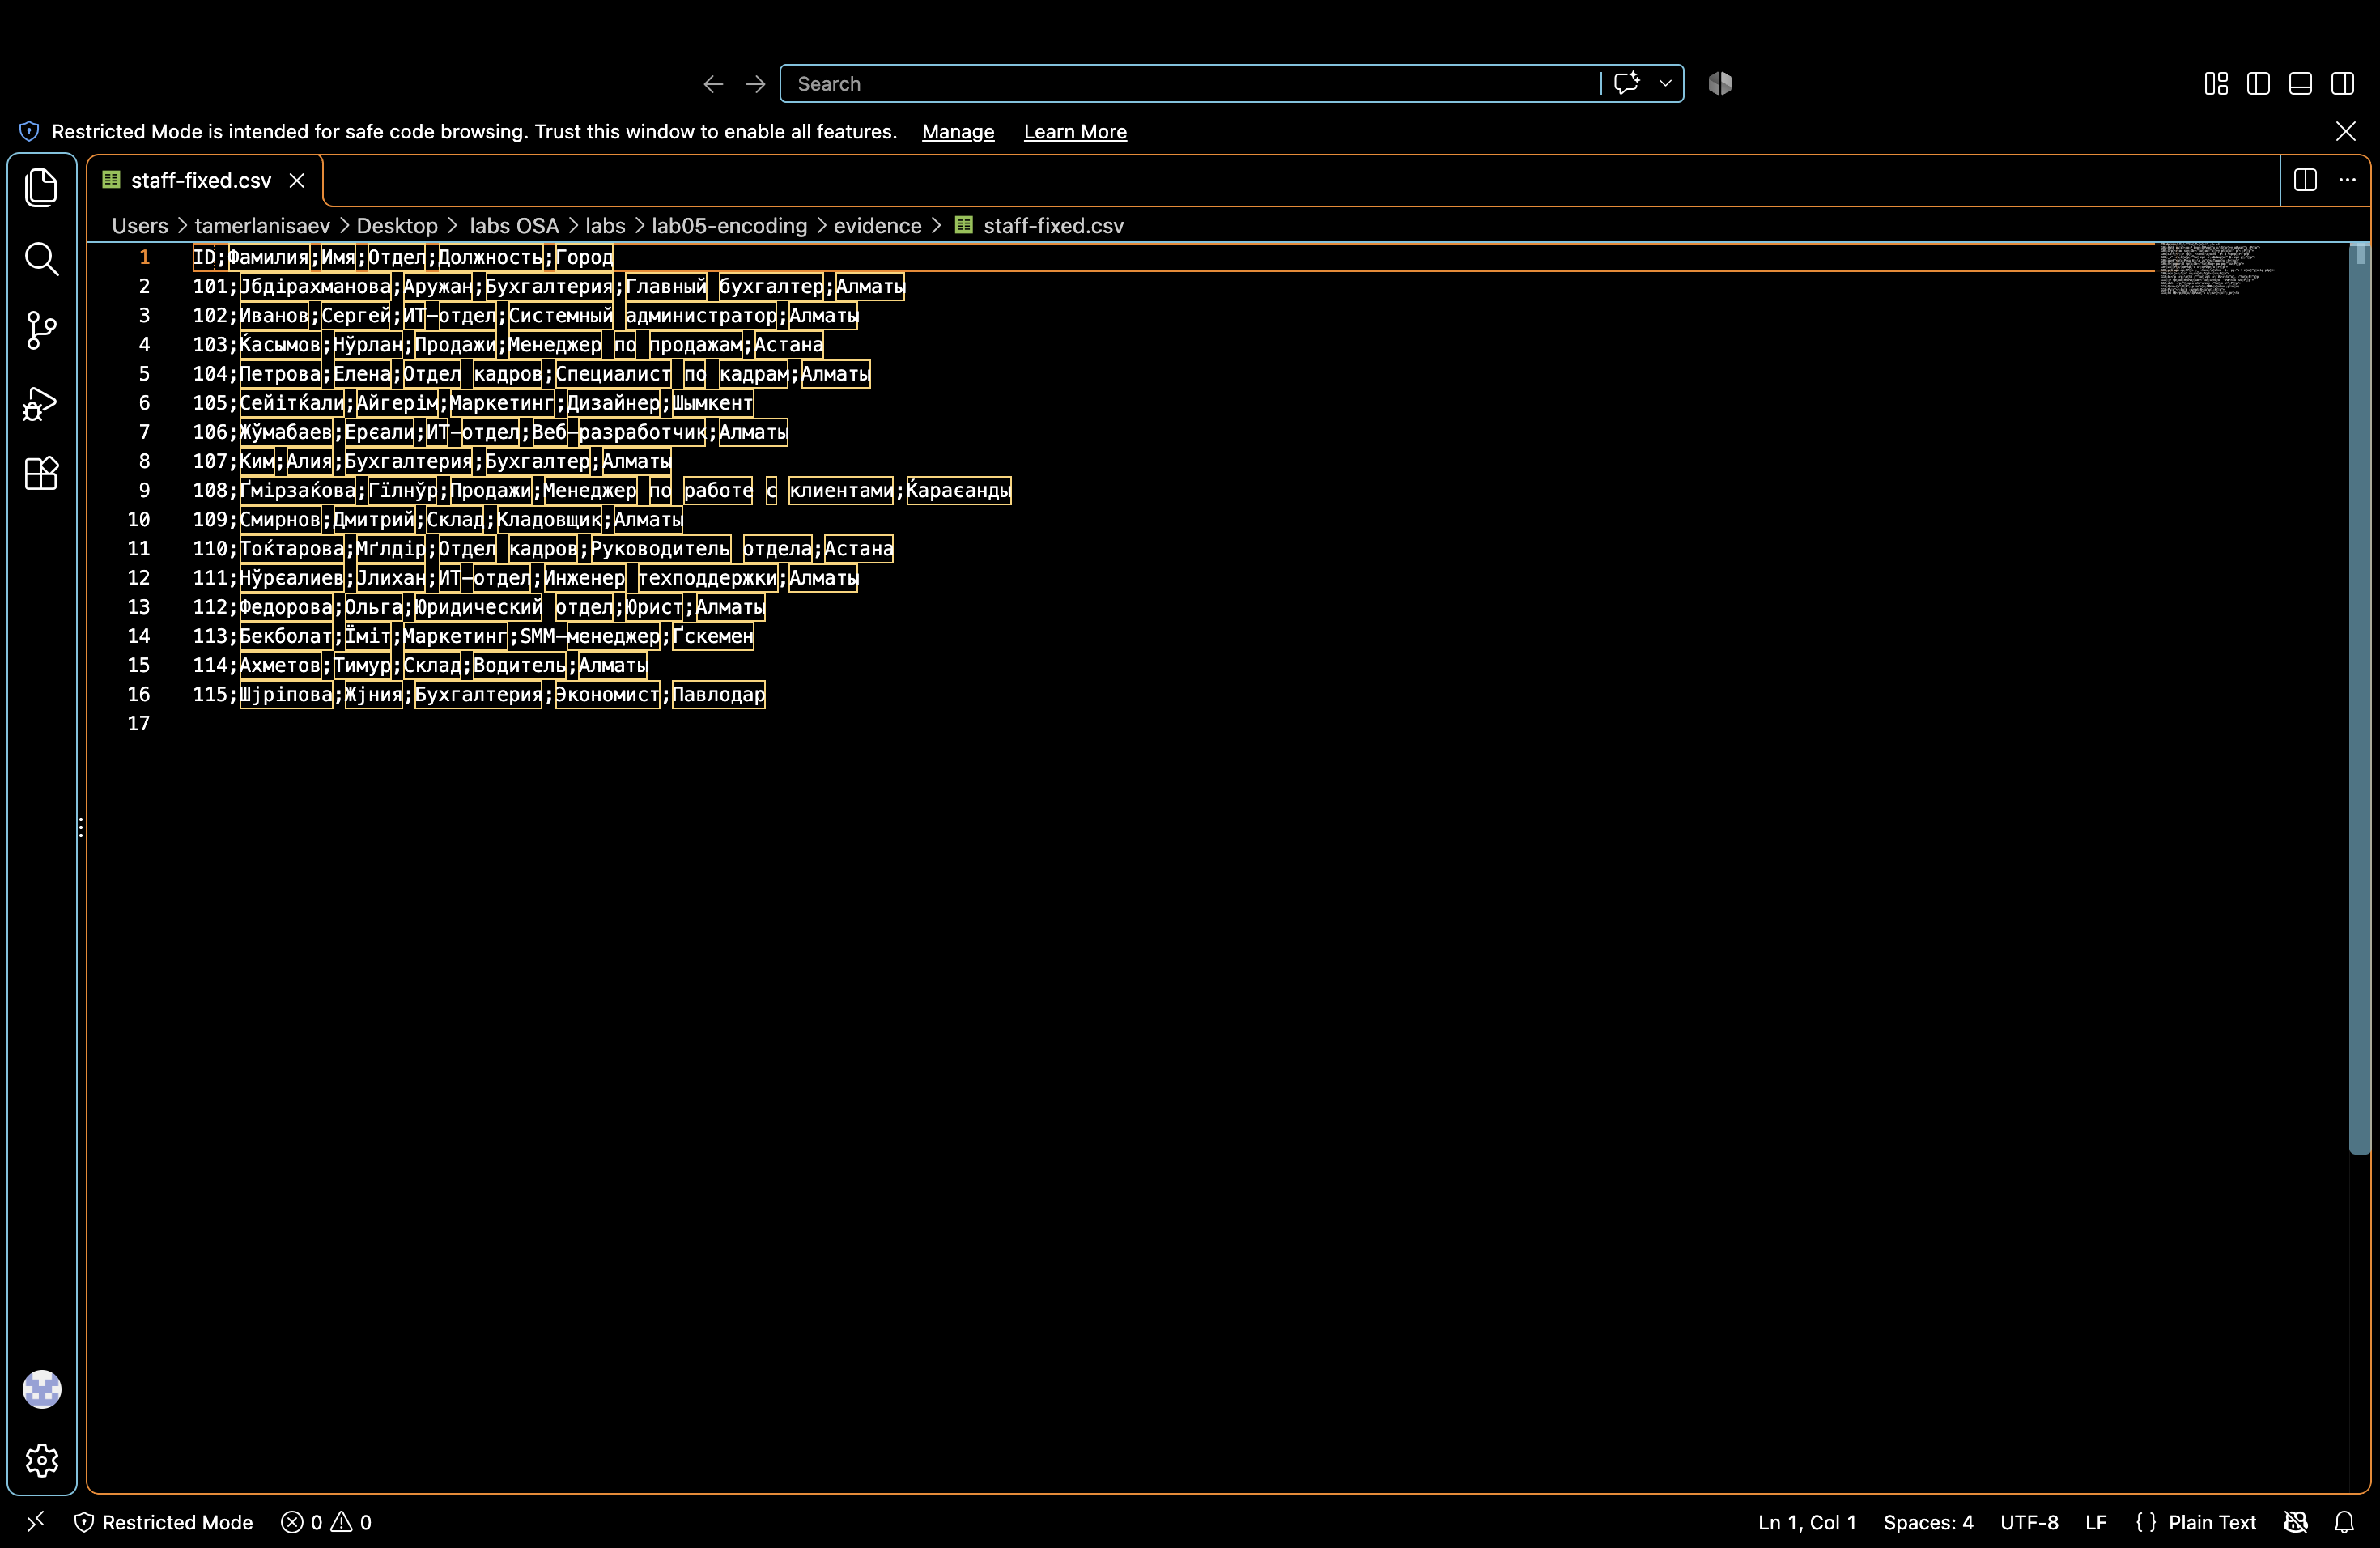 Search
Restricted Mode is intended for safe code browsing. Trust this window to enable all features. Manage Learn More
staff-fixed.csv
Users > tamerlanisaev > Desktop > labs OSA > labs > lab05-encoding > evidence > staff-fixed.csv
1 ID;Фамилия;Имя;Отдел;Должность;Город
2 101;Јбдірахманова;Аружан;Бухгалтерия;Главный бухгалтер;Алматы
3 102;Иванов;Сергей;ИТ-отдел;Системный администратор;Алматы
4 103;Ќасымов;Нўрлан;Продажи;Менеджер по продажам;Астана
5 104;Петрова;Елена;Отдел кадров;Специалист по кадрам;Алматы
6 105;Сейітќали;Айгерім;Маркетинг;Дизайнер;Шымкент
7 106;Жўмабаев;Ерєали;ИТ-отдел;Веб-разработчик;Алматы
8 107;Ким;Алия;Бухгалтерия;Бухгалтер;Алматы
9 108;Ґмірзаќова;Гїлнўр;Продажи;Менеджер по работе с клиентами;Ќараєанды
10 109;Смирнов;Дмитрий;Склад;Кладовщик;Алматы
11 110;Тоќтарова;Мґлдір;Отдел кадров;Руководитель отдела;Астана
12 111;Нўрєалиев;Јлихан;ИТ-отдел;Инженер техподдержки;Алматы
13 112;Федорова;Ольга;Юридический отдел;Юрист;Алматы
14 113;Бекболат;Їміт;Маркетинг;SMM-менеджер;Ґскемен
15 114;Ахметов;Тимур;Склад;Водитель;Алматы
16 115;Шјріпова;Жјния;Бухгалтерия;Экономист;Павлодар
17
Restricted Mode 0 0 Ln 1, Col 1 Spaces: 4 UTF-8 LF { } Plain Text